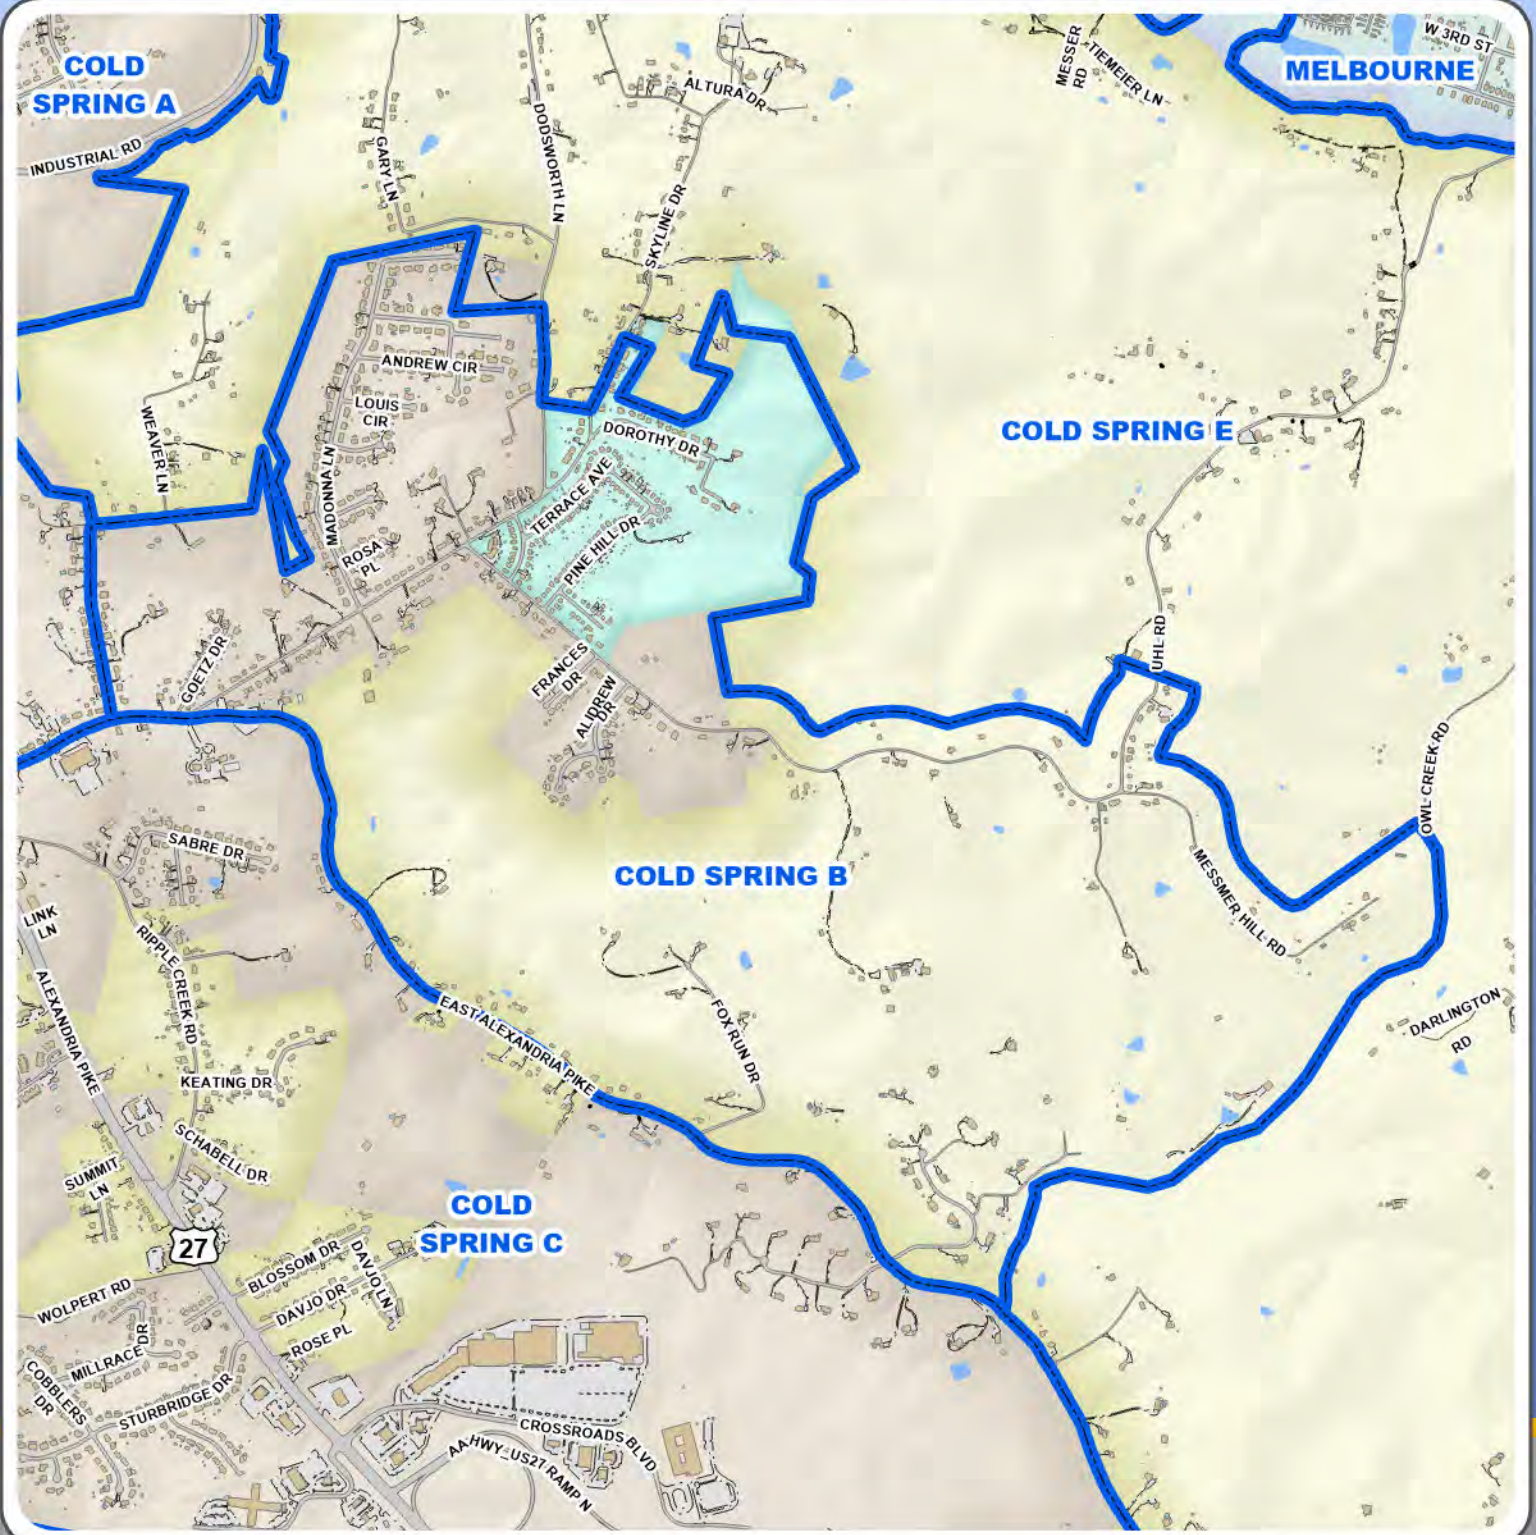 COLD
SPRING A
INDUSTRIAL RD
GARY LN
DODSWORTH LN
SKYLINE DR
ALTURA DR
MESSER
RD
TIEMEIER LN
W 3RD ST
MELBOURNE
WEAVER LN
MADONNA LN
ANDREW CIR
LOUIS
CIR
ROSA
PL
DOROTHY DR
TERRACE AVE
PINE HILL DR
COLD SPRING E
GOETZ DR
FRANCES
DR
ALIDREW
DR
UHL RD
OWL CREEK RD
SABRE DR
COLD SPRING B
MESSMER HILL RD
LINK
LN
RIPPLE CREEK RD
ALEXANDRIA PIKE
EAST ALEXANDRIA PIKE
FOX RUN DR
DARLINGTON
RD
KEATING DR
SCHABELL DR
SUMMIT
LN
COLD
SPRING C
27
BLOSSOM DR
DAVJO LN
DAVJO DR
WOLPERT RD
ROSE PL
MILLRACE
DR
COBBLERS
DR
STURBRIDGE DR
CROSSROADS BLVD
AA HWY_US27 RAMP N